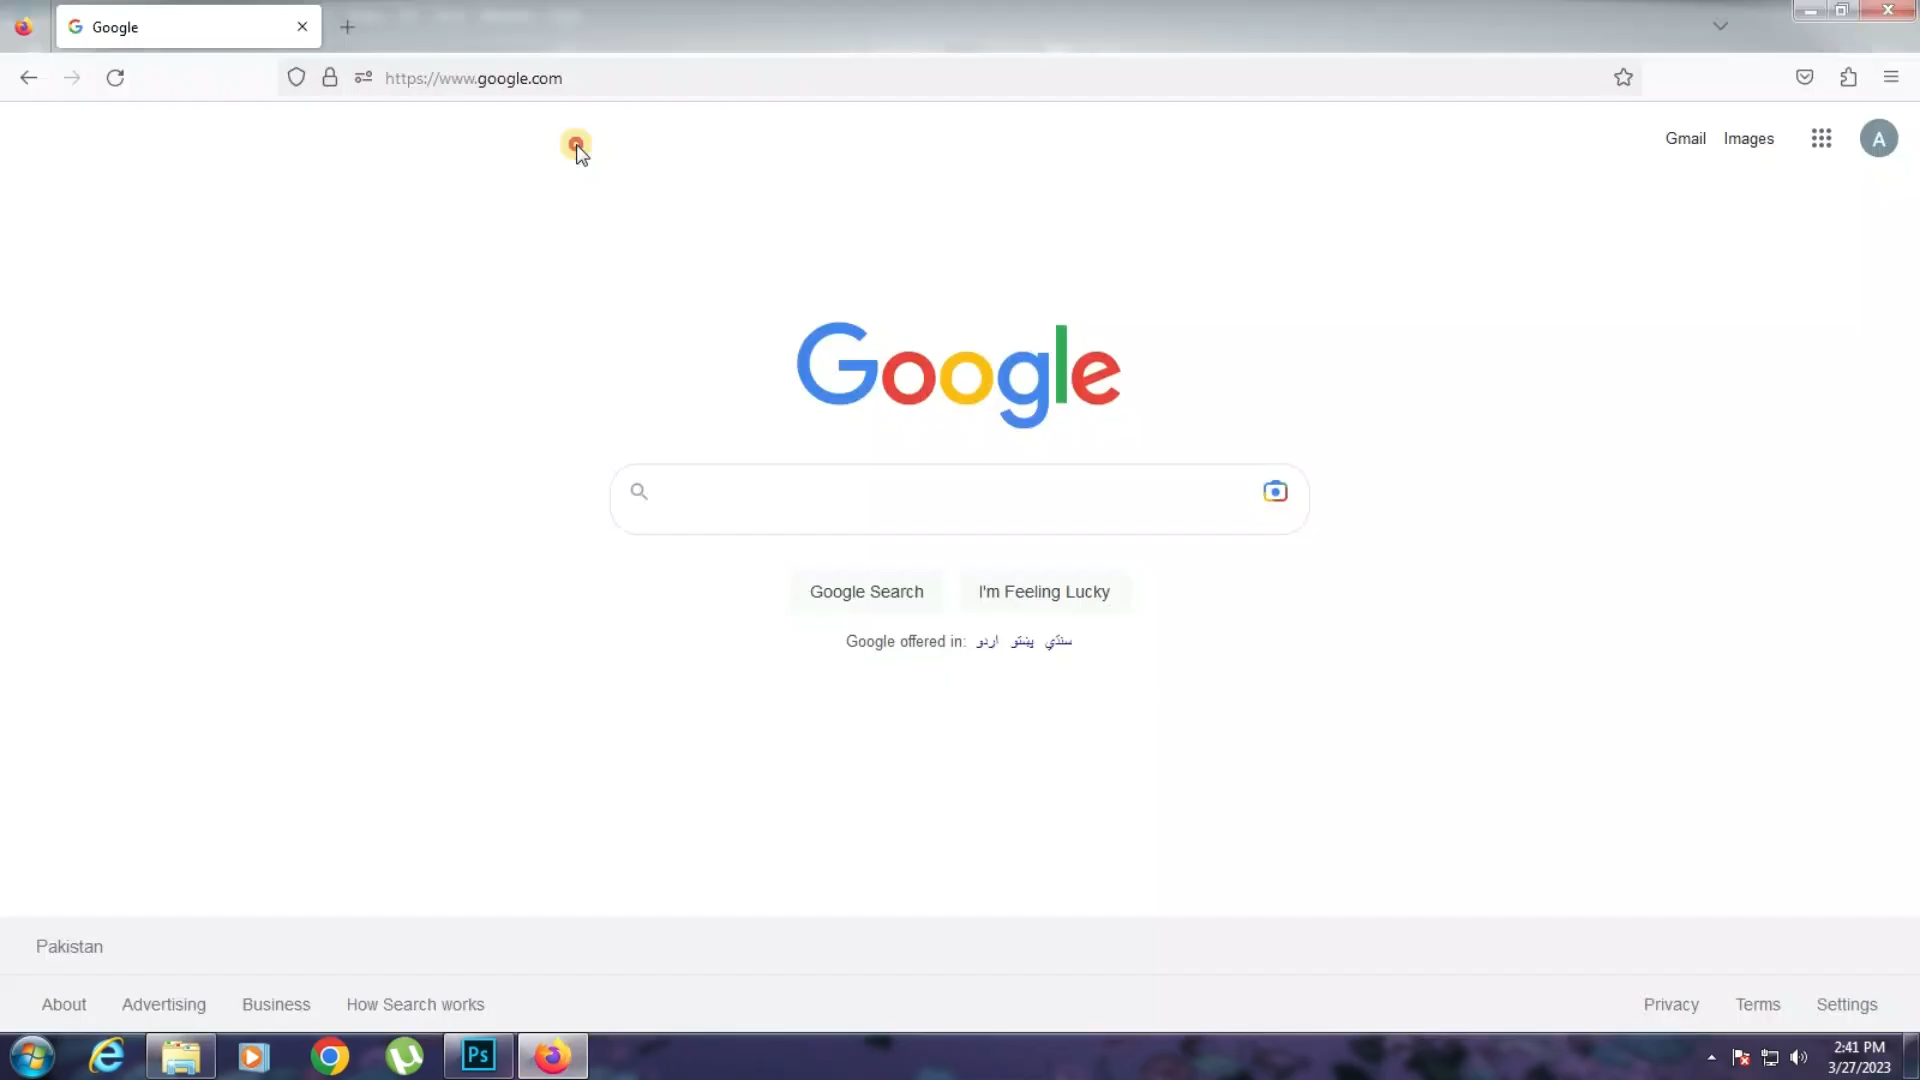 Google
https://www.google.com
Gmail Images A
Google
Google Search I'm Feeling Lucky
Google offered in: اردو پښتو سنڌي
Pakistan
About Advertising Business How Search works Privacy Terms Settings
Ps
2:41 PM
3/27/2023